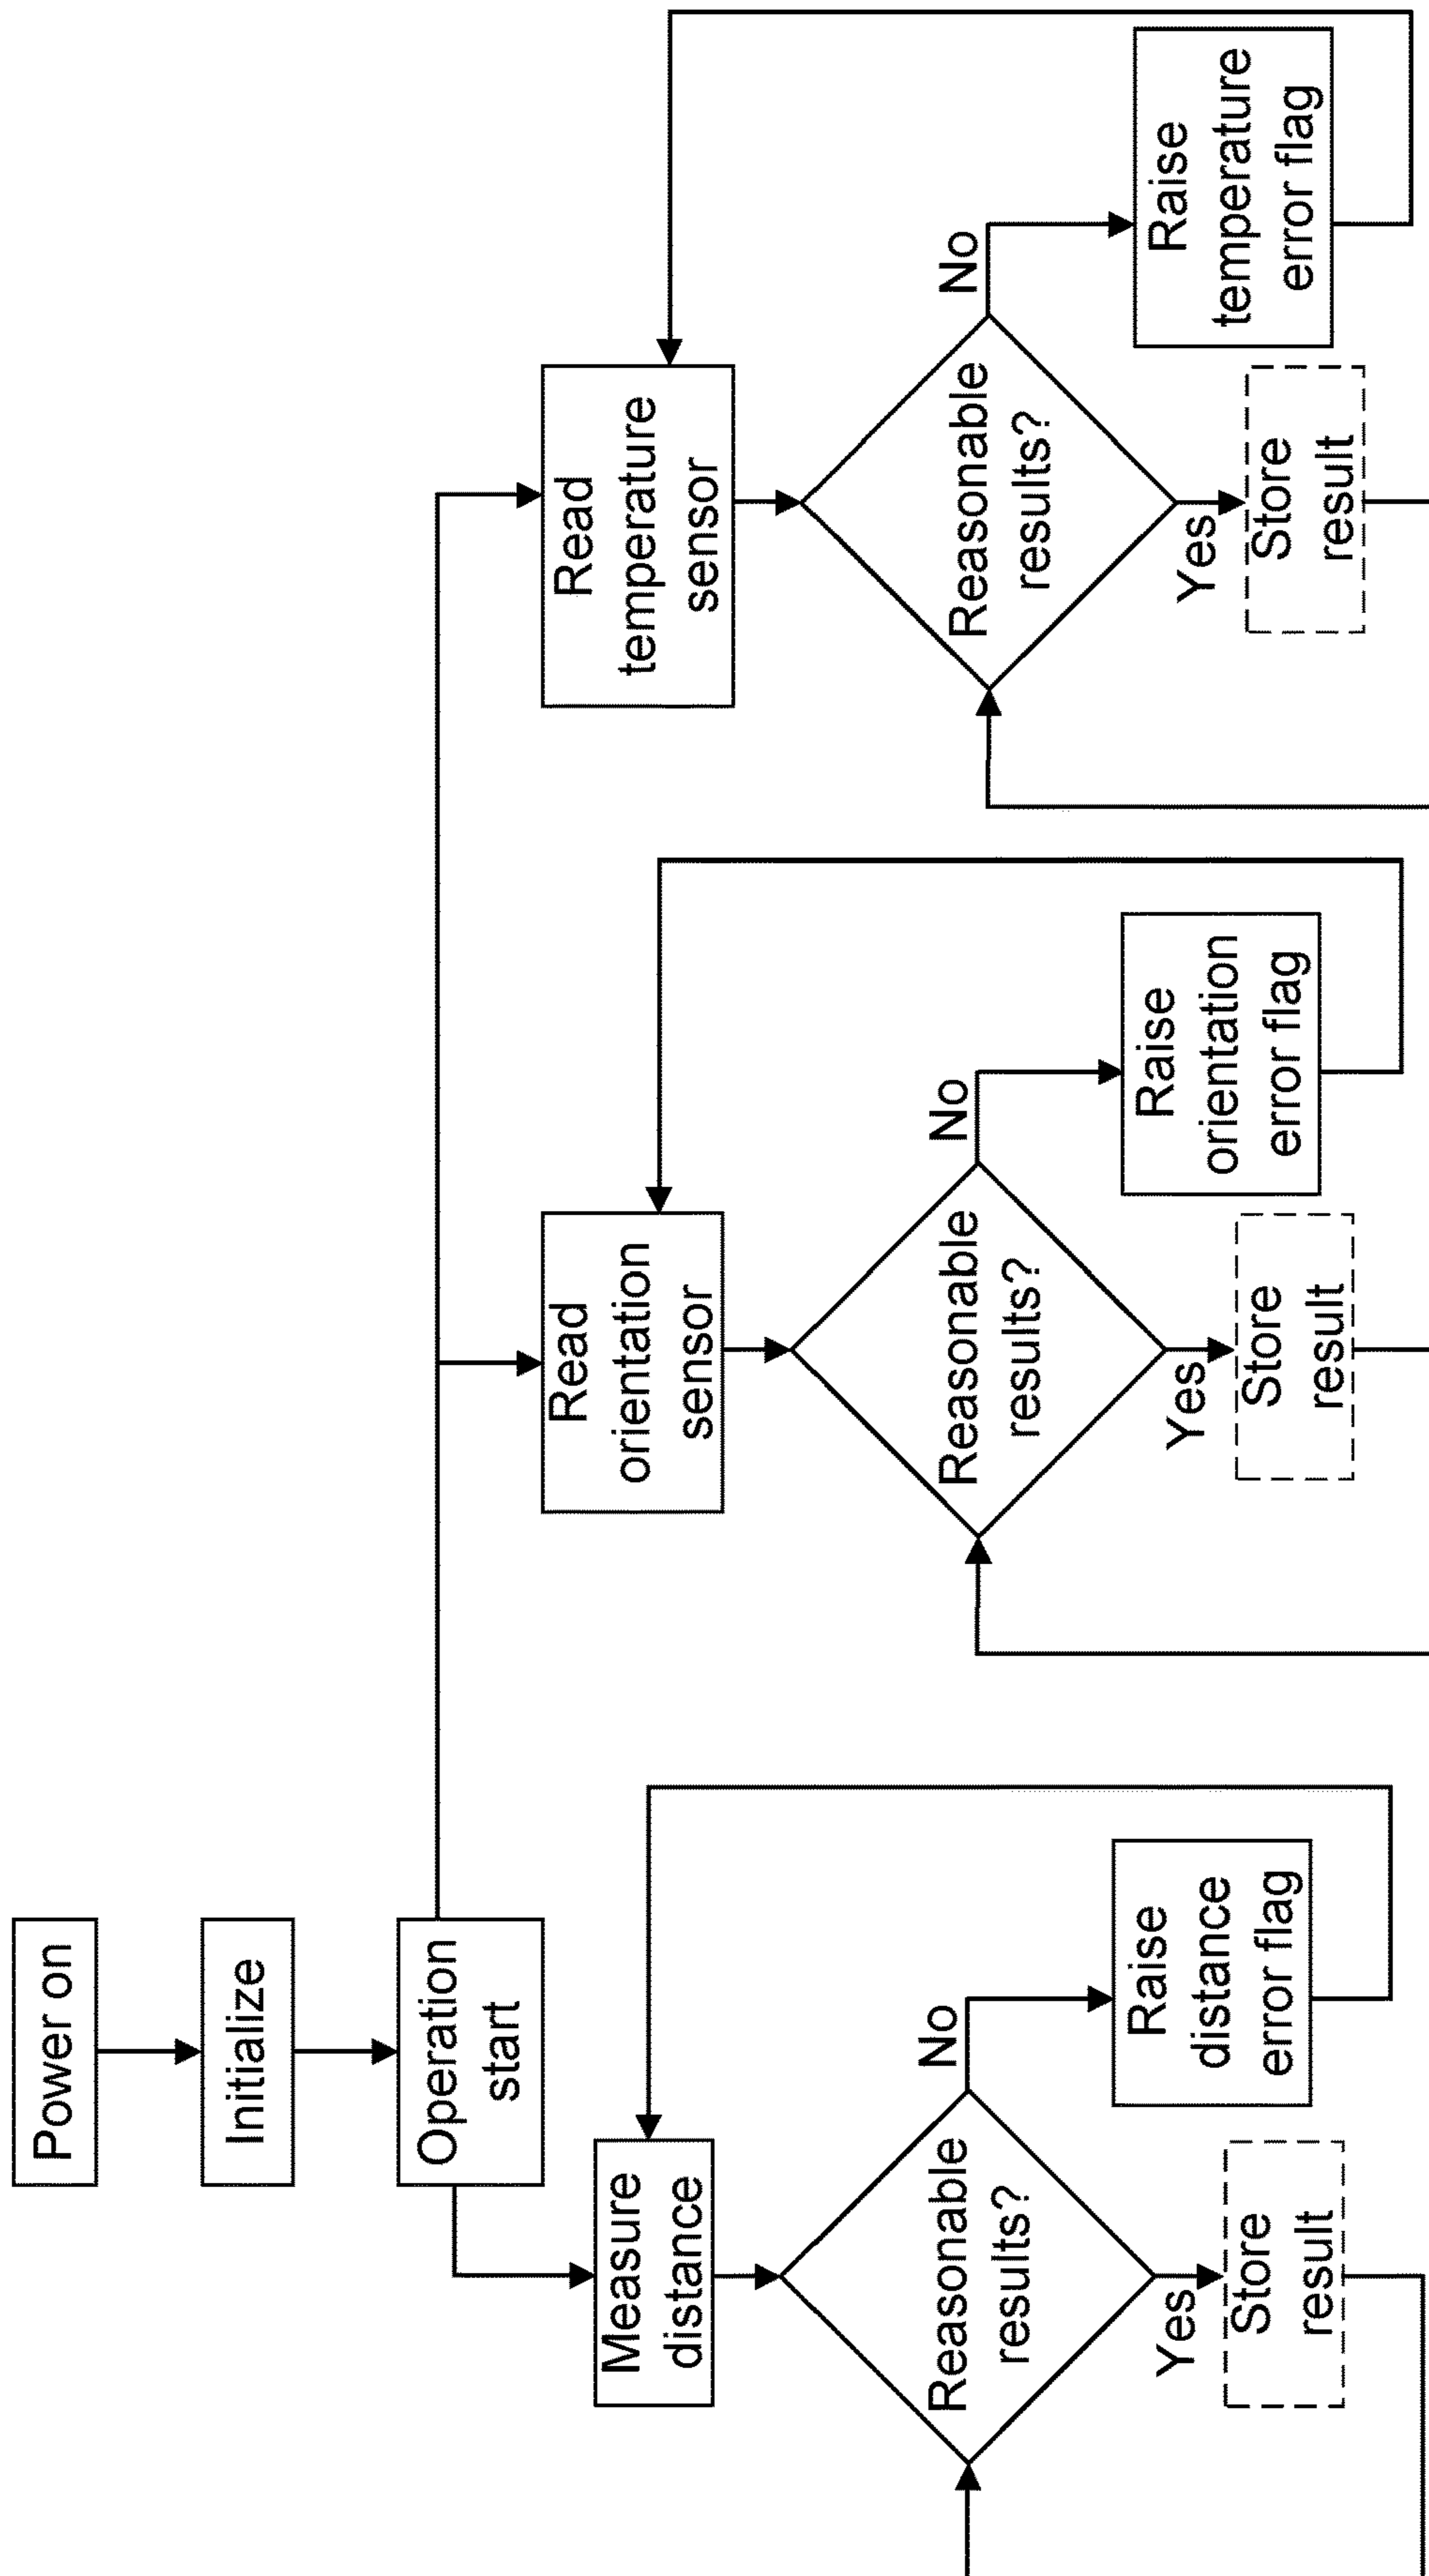 Power on
Initialize
Operation
start
Measure
distance
Reasonable
results?
No
Raise
distance
error flag
Yes
Store
result
Read
orientation
sensor
Reasonable
results?
No
Raise
orientation
error flag
Yes
Store
result
Read
temperature
sensor
Reasonable
results?
No
Raise
temperature
error flag
Yes
Store
result